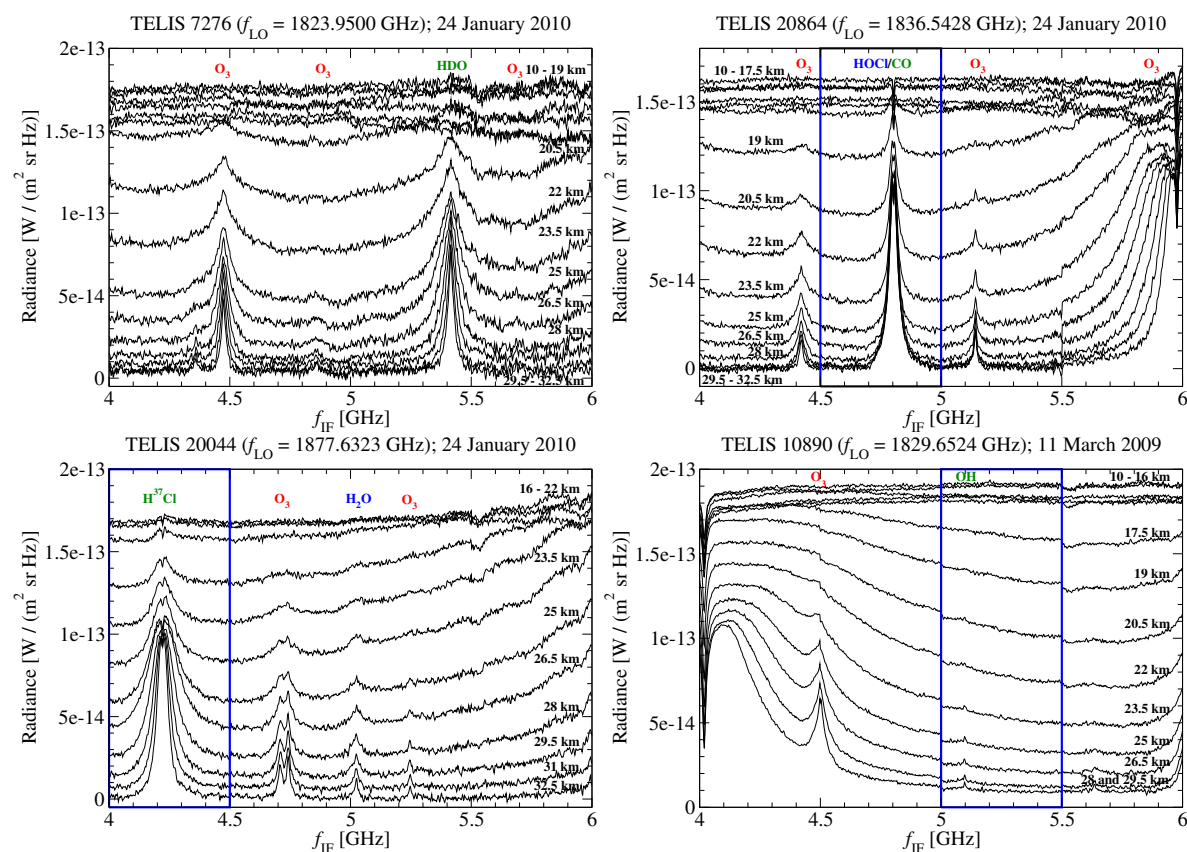 TELIS 7276 (f_LO = 1823.9500 GHz); 24 January 2010
2e-13
1.5e-13
1e-13
5e-14
0
Radiance [W / (m² sr Hz)]
O₃
O₃
HDO
O₃
10 - 19 km
20.5 km
22 km
23.5 km
25 km
26.5 km
28 km
29.5 - 32.5 km
4 4.5 5 5.5 6
f_IF [GHz]
TELIS 20864 (f_LO = 1836.5428 GHz); 24 January 2010
1.5e-13
1e-13
5e-14
0
Radiance [W / (m² sr Hz)]
O₃
HOCl/CO
O₃
O₃
10 - 17.5 km
19 km
20.5 km
22 km
23.5 km
25 km
26.5 km
28 km
29.5 - 32.5 km
4 4.5 5 5.5 6
f_IF [GHz]
TELIS 20044 (f_LO = 1877.6323 GHz); 24 January 2010
2e-13
1.5e-13
1e-13
5e-14
0
Radiance [W / (m² sr Hz)]
H³⁷Cl
O₃
H₂O
O₃
16 - 22 km
23.5 km
25 km
26.5 km
28 km
29.5 km
31 km
32.5 km
4 4.5 5 5.5 6
f_IF [GHz]
TELIS 10890 (f_LO = 1829.6524 GHz); 11 March 2009
2e-13
1.5e-13
1e-13
5e-14
0
Radiance [W / (m² sr Hz)]
O₃
OH
10 - 16 km
17.5 km
19 km
20.5 km
22 km
23.5 km
25 km
26.5 km
28 and 29.5 km
4 4.5 5 5.5 6
f_IF [GHz]